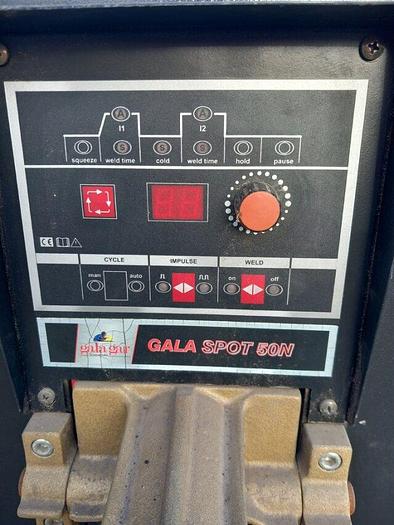 A A
I1 I2
S S S
squeeze weld time cold weld time hold pause
CE
CYCLE IMPULSE WELD
man auto on off
gala gar GALA SPOT 50N